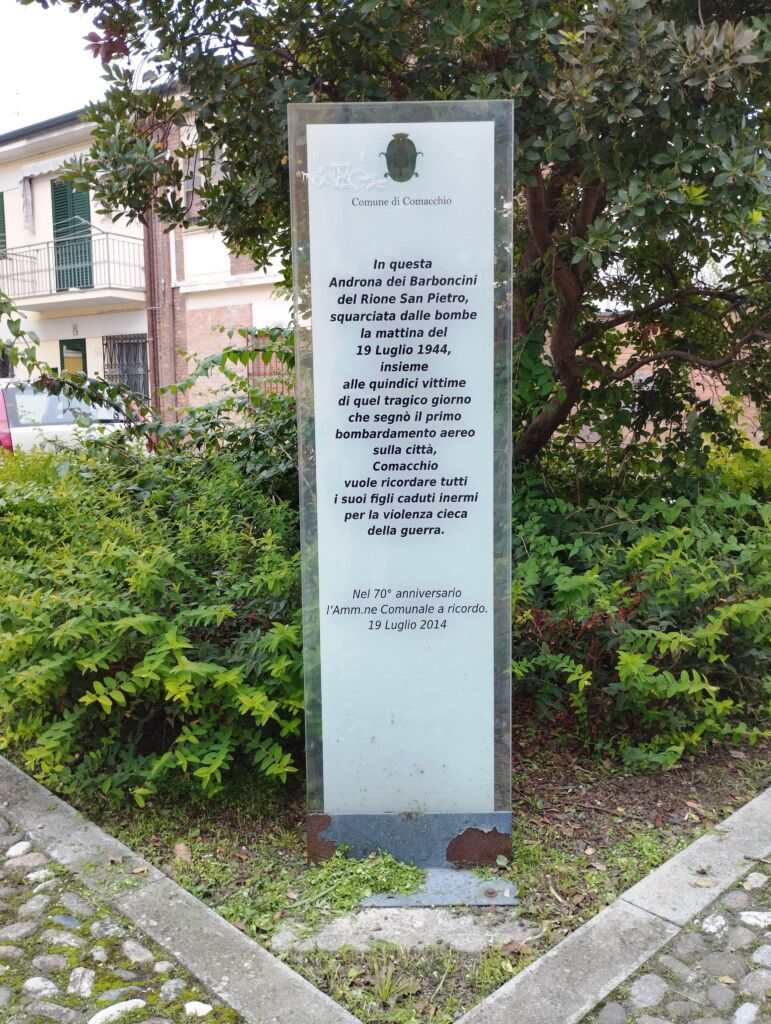 Comune di Comacchio
In questa
Androna dei Barboncini
del Rione San Pietro,
squarciata dalle bombe
la mattina del
19 Luglio 1944,
insieme
alle quindici vittime
di quel tragico giorno
che segnò il primo
bombardamento aereo
sulla città,
Comacchio
vuole ricordare tutti
i suoi figli caduti inermi
per la violenza cieca
della guerra.
Nel 70° anniversario
l'Amm.ne Comunale a ricordo.
19 Luglio 2014